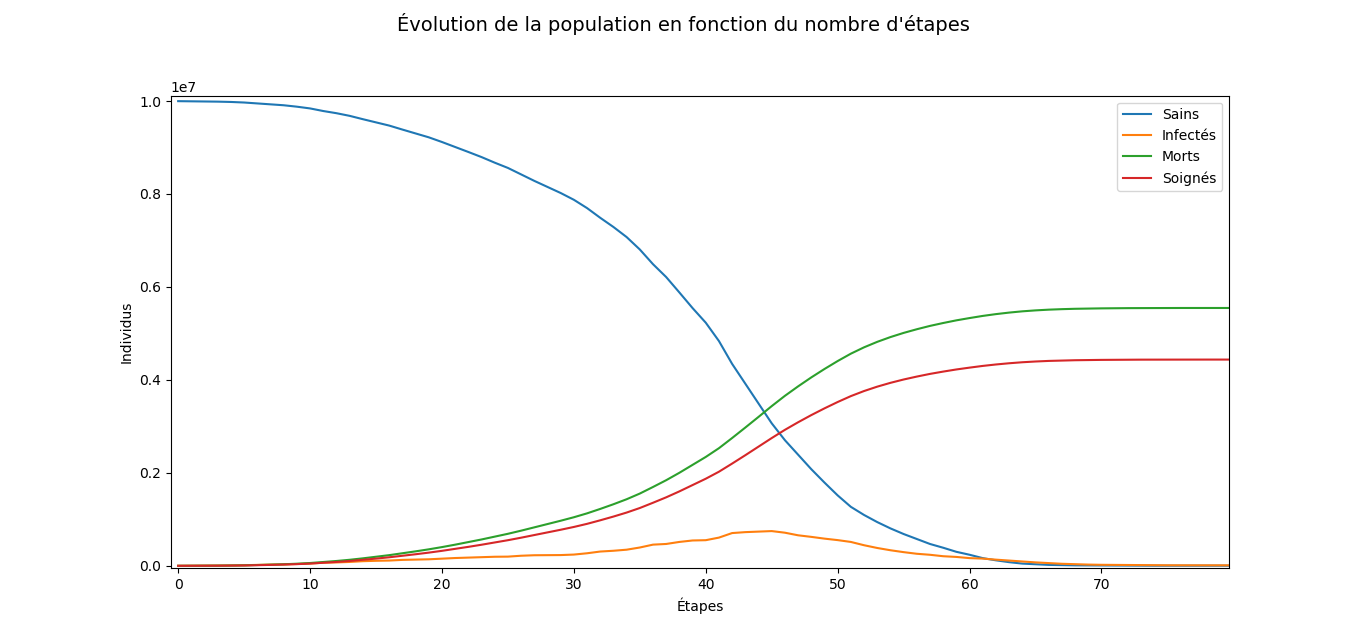 Évolution de la population en fonction du nombre d'étapes
1e7
1.0
0.8
0.6
0.4
0.2
0.0
Individus
Sains
Infectés
Morts
Soignés
0 10 20 30 40 50 60 70
Étapes